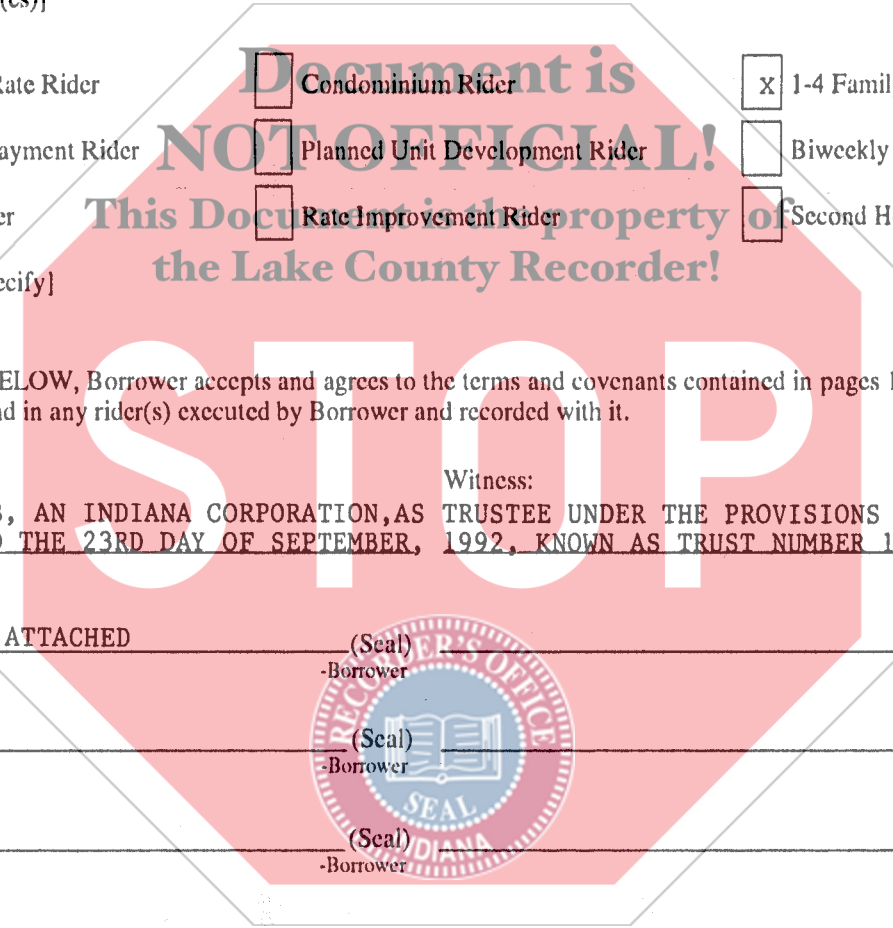 (es)]
Document is
Rate Rider Condominium Rider X 1-4 Famil
NOT OFFICIAL!
ayment Rider Planned Unit Development Rider Biweekly
This Document is the property of
er Rate Improvement Rider Second H
the Lake County Recorder!
ecify]
STOP
ELOW, Borrower accepts and agrees to the terms and covenants contained in pages 1
nd in any rider(s) executed by Borrower and recorded with it.
Witness:
, AN INDIANA CORPORATION,AS TRUSTEE UNDER THE PROVISIONS
THE 23RD DAY OF SEPTEMBER, 1992, KNOWN AS TRUST NUMBER 1
ATTACHED (Seal)
-Borrower
RECORDER'S OFFICE
(Seal)
-Borrower
SEAL
(Seal)
INDIANA
-Borrower